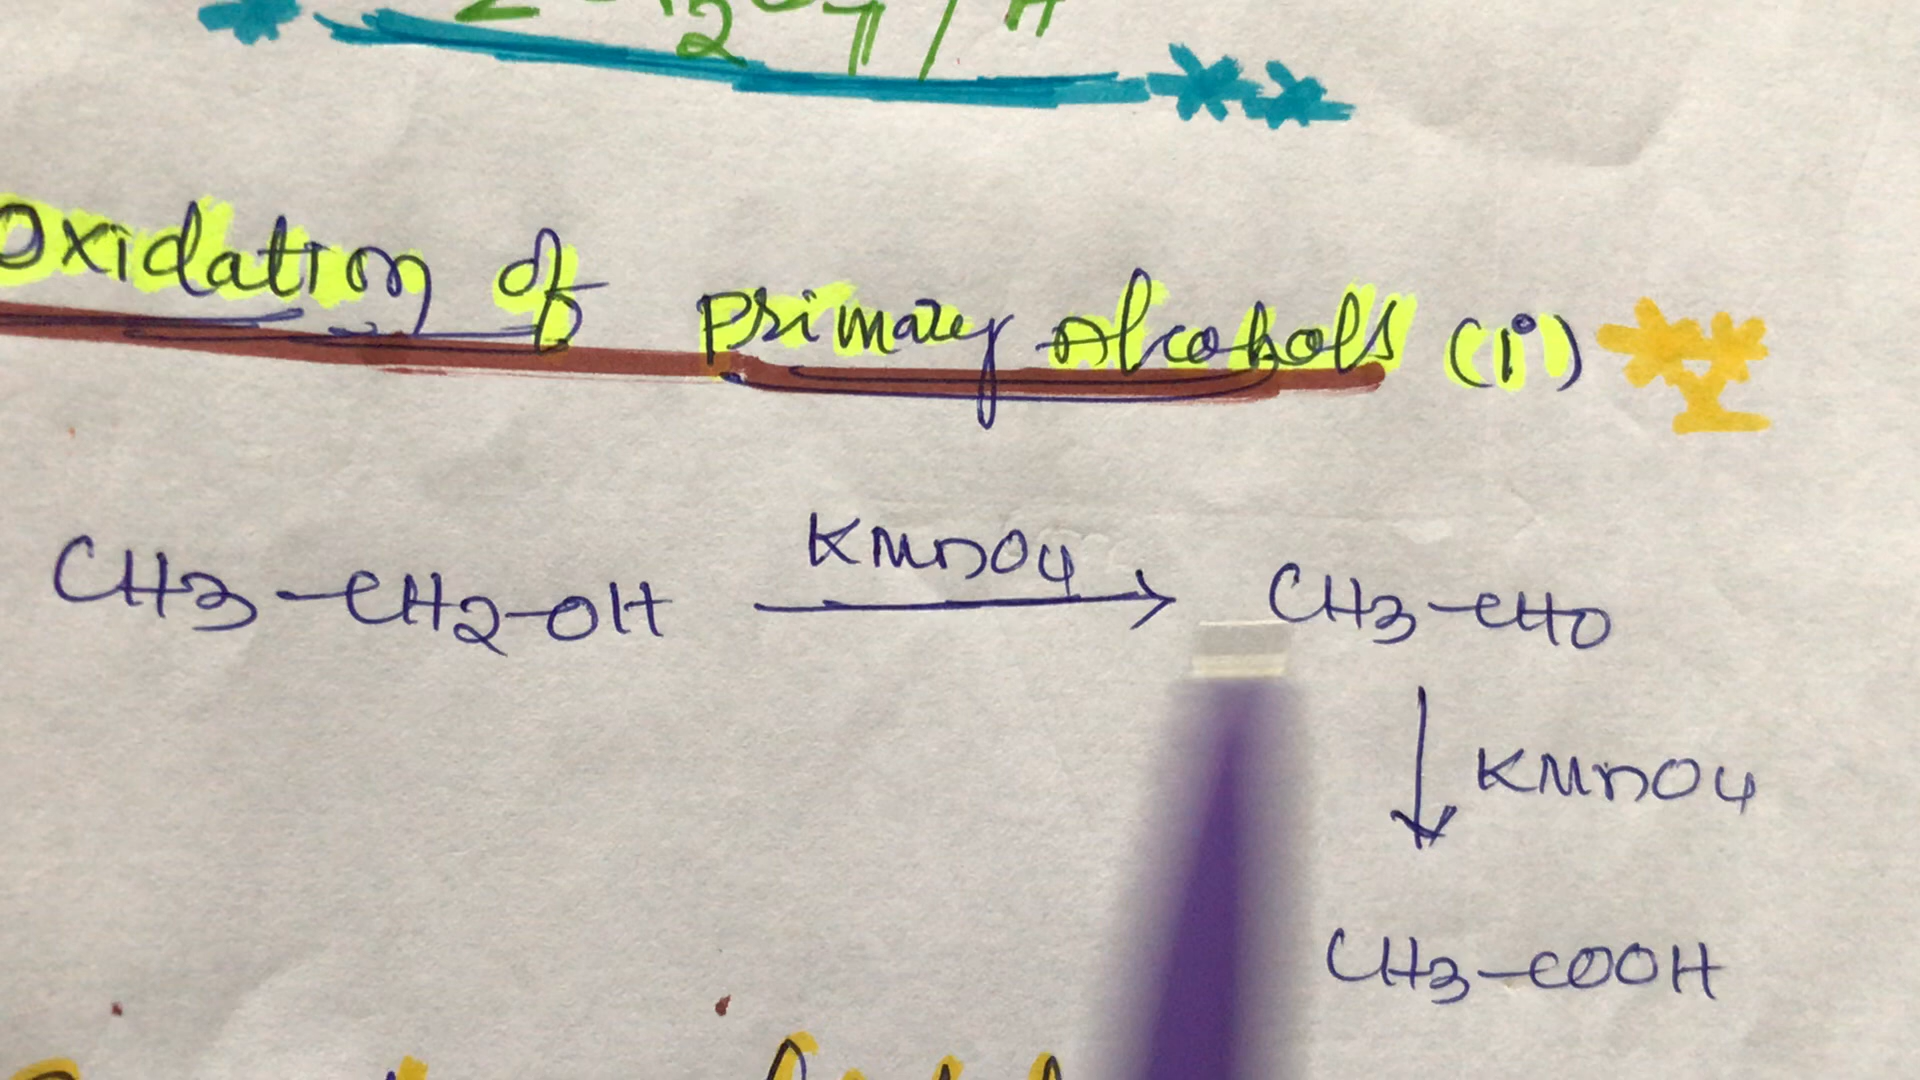 Oxidation of primary alcohols (1°)
CH3-CH2-OH KMnO4 → CH3-CHO
↓ KMnO4
CH3-COOH